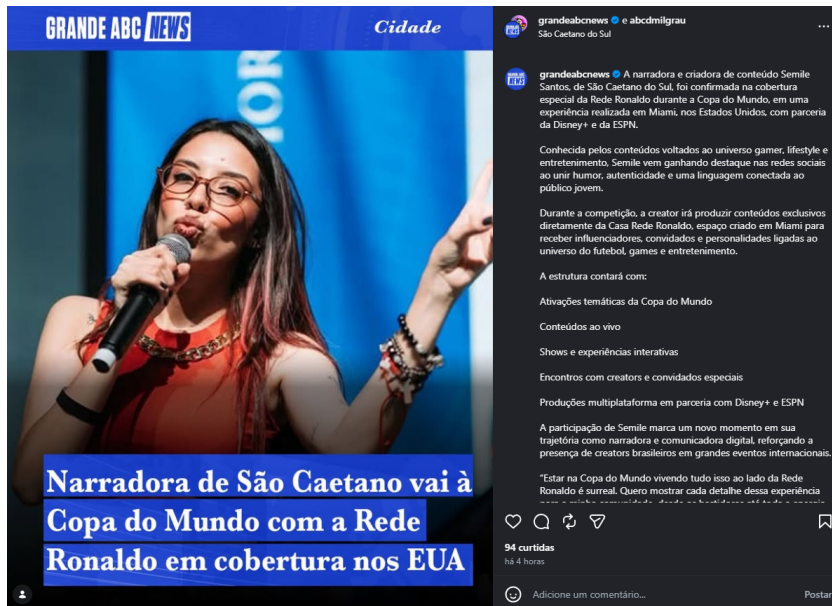 GRANDE ABC NEWS
Cidade
Narradora de São Caetano vai à
Copa do Mundo com a Rede
Ronaldo em cobertura nos EUA
grandeabcnews e abcdmilgrau
São Caetano do Sul
grandeabcnews A narradora e criadora de conteúdo Semile
Santos, de São Caetano do Sul, foi confirmada na cobertura
especial da Rede Ronaldo durante a Copa do Mundo, em uma
experiência realizada em Miami, nos Estados Unidos, com parceria
da Disney+ e da ESPN.
Conhecida pelos conteúdos voltados ao universo gamer, lifestyle e
entretenimento, Semile vem ganhando destaque nas redes sociais
ao unir humor, autenticidade e uma linguagem conectada ao
público jovem.
Durante a competição, a creator irá produzir conteúdos exclusivos
diretamente da Casa Rede Ronaldo, espaço criado em Miami para
receber influenciadores, convidados e personalidades ligadas ao
universo do futebol, games e entretenimento.
A estrutura contará com:
Ativações temáticas da Copa do Mundo
Conteúdos ao vivo
Shows e experiências interativas
Encontros com creators e convidados especiais
Produções multiplataforma em parceria com Disney+ e ESPN
A participação de Semile marca um novo momento em sua
trajetória como narradora e comunicadora digital, reforçando a
presença de creators brasileiros em grandes eventos internacionais.
“Estar na Copa do Mundo vivendo tudo isso ao lado da Rede
Ronaldo é surreal. Quero mostrar cada detalhe dessa experiência
94 curtidas
há 4 horas
Adicione um comentário...
Postar